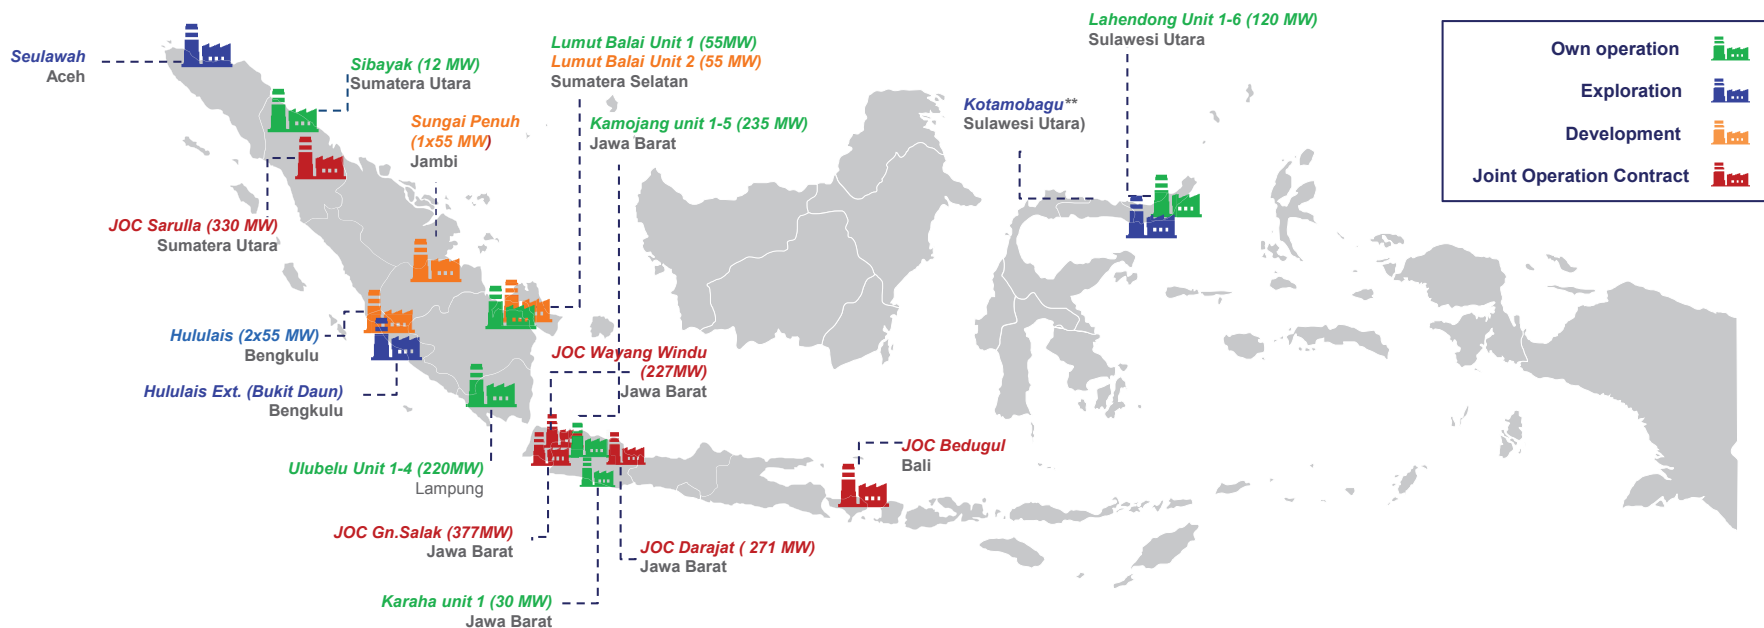 Seulawah
Aceh
Sibayak (12 MW)
Sumatera Utara
Lumut Balai Unit 1 (55MW)
Lumut Balai Unit 2 (55 MW)
Sumatera Selatan
Sungai Penuh
(1x55 MW)
Jambi
Kamojang unit 1-5 (235 MW)
Jawa Barat
Lahendong Unit 1-6 (120 MW)
Sulawesi Utara
Kotamobagu**
Sulawesi Utara)
Own operation
Exploration
Development
Joint Operation Contract
JOC Sarulla (330 MW)
Sumatera Utara
Hululais (2x55 MW)
Bengkulu
Hululais Ext. (Bukit Daun)
Bengkulu
JOC Wayang Windu
(227MW)
Jawa Barat
Ulubelu Unit 1-4 (220MW)
Lampung
JOC Bedugul
Bali
JOC Gn.Salak (377MW)
Jawa Barat
JOC Darajat ( 271 MW)
Jawa Barat
Karaha unit 1 (30 MW)
Jawa Barat